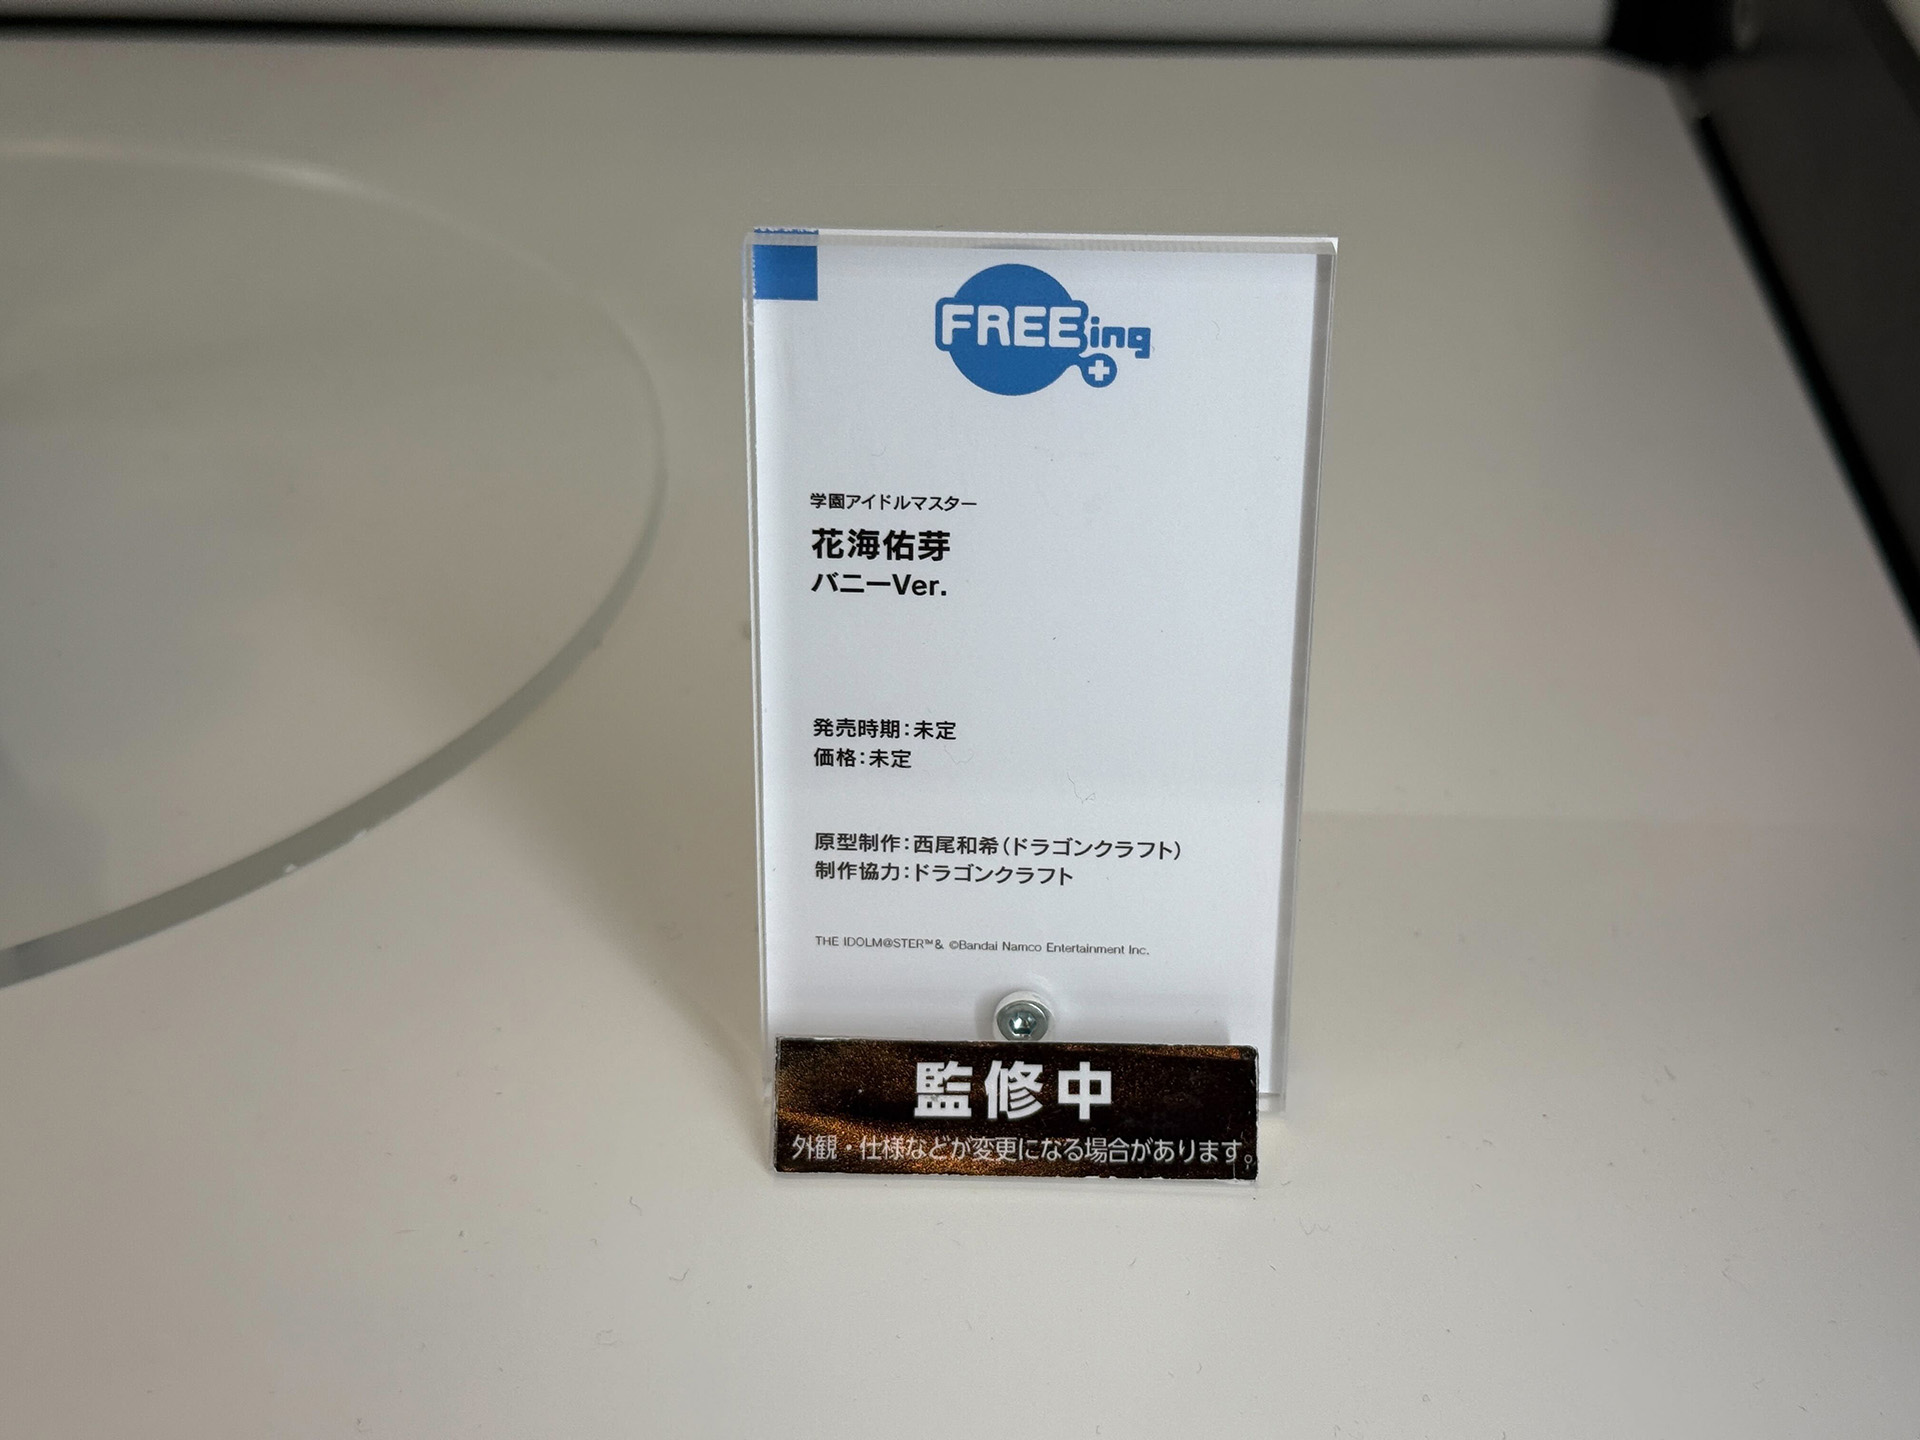 FREEing
学園アイドルマスター
花海佑芽
バニーVer.
発売時期：未定
価格：未定
原型制作：西尾和希（ドラゴンクラフト）
制作協力：ドラゴンクラフト
THE IDOLM@STER™& ©Bandai Namco Entertainment Inc.
監修中
外観・仕様などが変更になる場合があります。